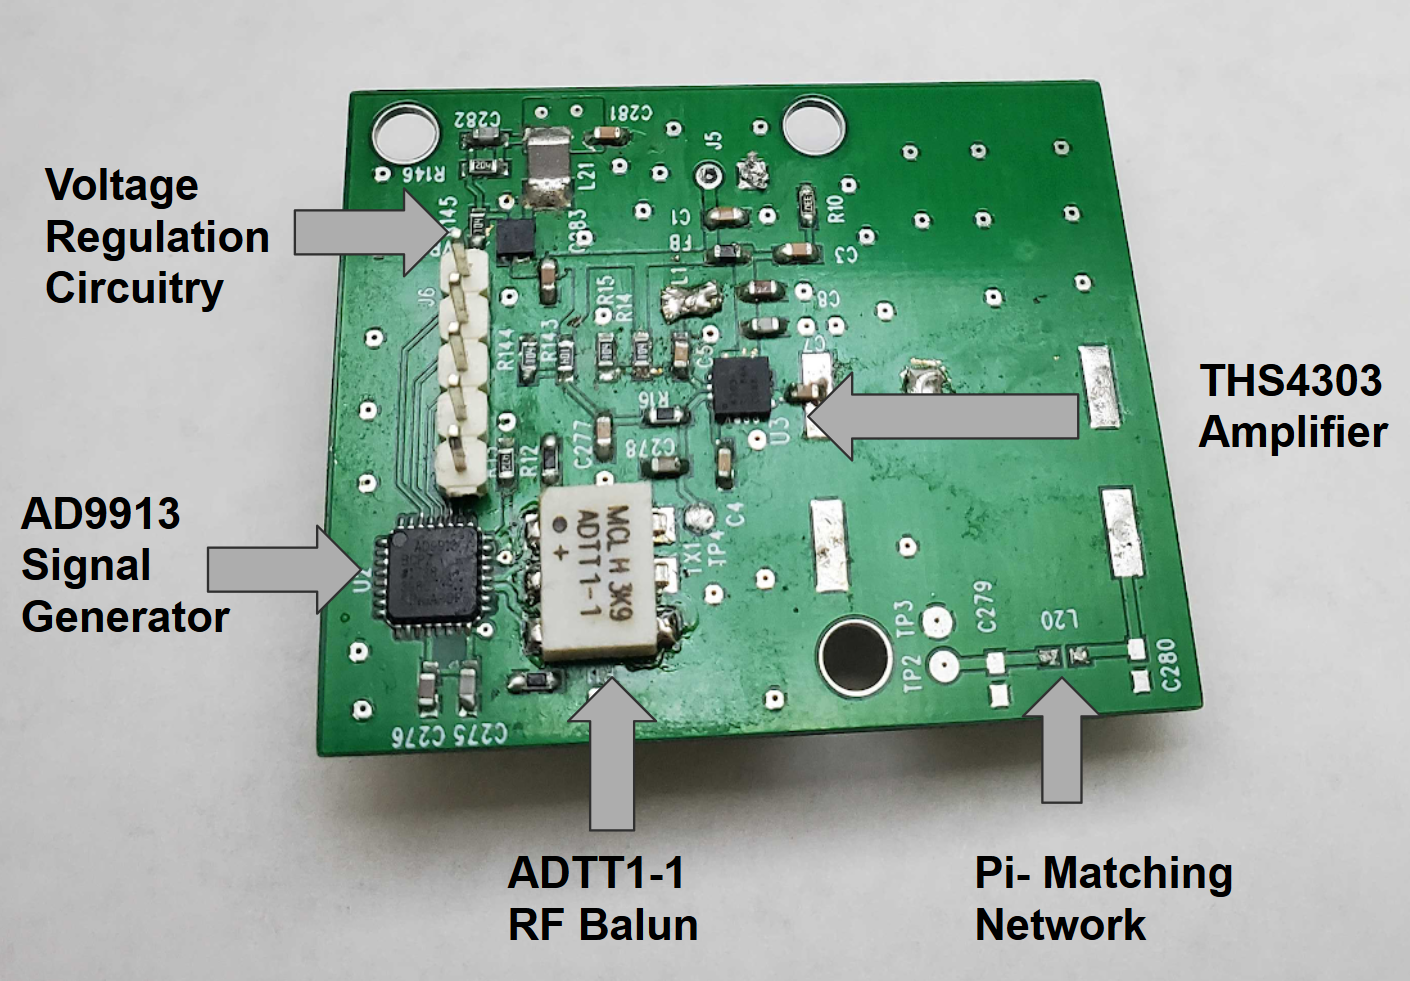 C282
C281
J5
R146
L21
Voltage
Regulation
Circuitry
145
C283
C1
R10
FB
C3
J6
L1
R15
R14
C8
C7
R144
R143
C5
THS4303
Amplifier
R16
U3
C277
C278
R12
AD9913
Signal
Generator
U2
MCL H 3K9
ADTT1-1
+
TX1
TP4
C4
TP3
TP2
C279
L20
C280
C276
C275
C27
ADTT1-1
RF Balun
Pi- Matching
Network